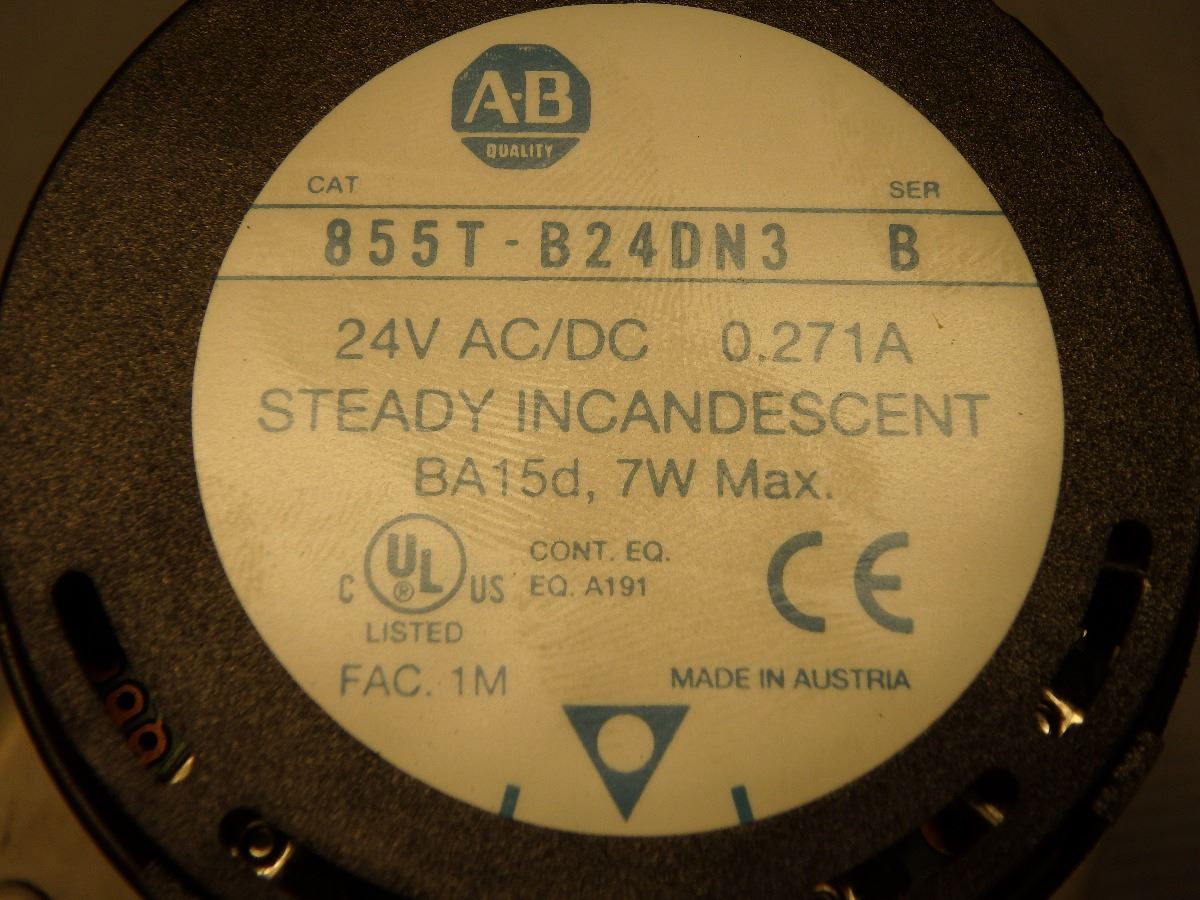 A·B
QUALITY
CAT SER
855T-B24DN3 B
24V AC/DC 0.271A
STEADY INCANDESCENT
BA15d, 7W Max.
C UL® US CONT. EQ. CE
EQ. A191
LISTED
FAC. 1M MADE IN AUSTRIA